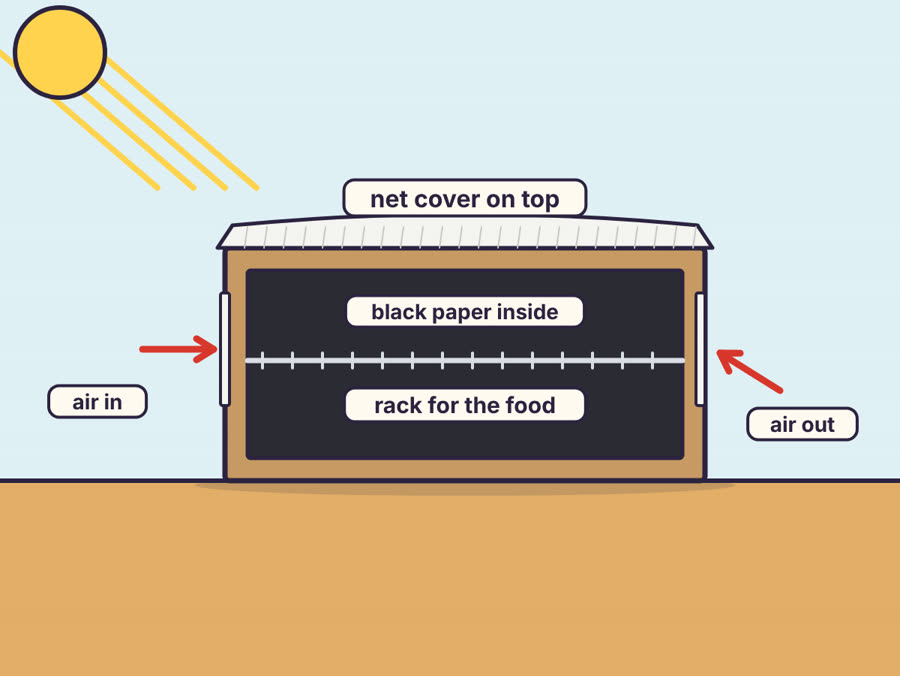 net cover on top
black paper inside
rack for the food
air in
air out